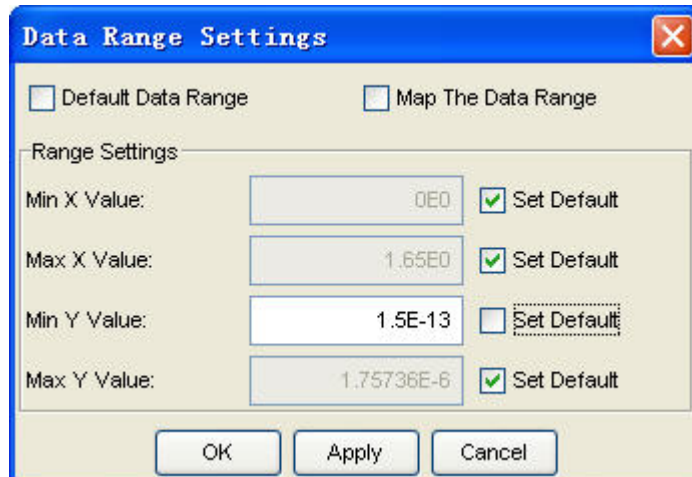 Data Range Settings
Default Data Range Map The Data Range
Range Settings
Min X Value: 0E0 Set Default
Max X Value: 1.65E0 Set Default
Min Y Value: 1.5E-13 Set Default
Max Y Value: 1.75736E-6 Set Default
OK Apply Cancel